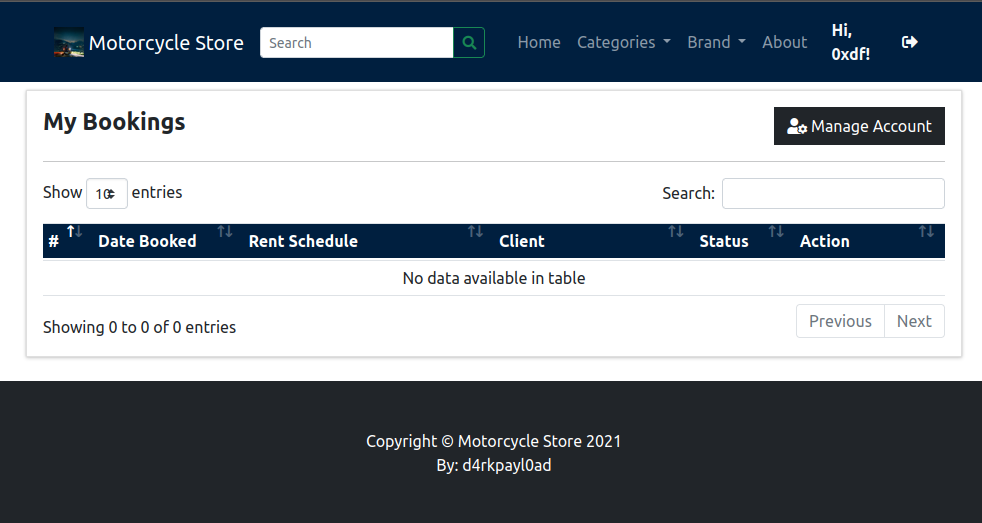 Motorcycle Store Search Home Categories Brand About Hi, 0xdf!
My Bookings
Manage Account
Show 10 entries Search:
# Date Booked Rent Schedule Client Status Action
No data available in table
Showing 0 to 0 of 0 entries Previous Next
Copyright © Motorcycle Store 2021
By: d4rkpayl0ad